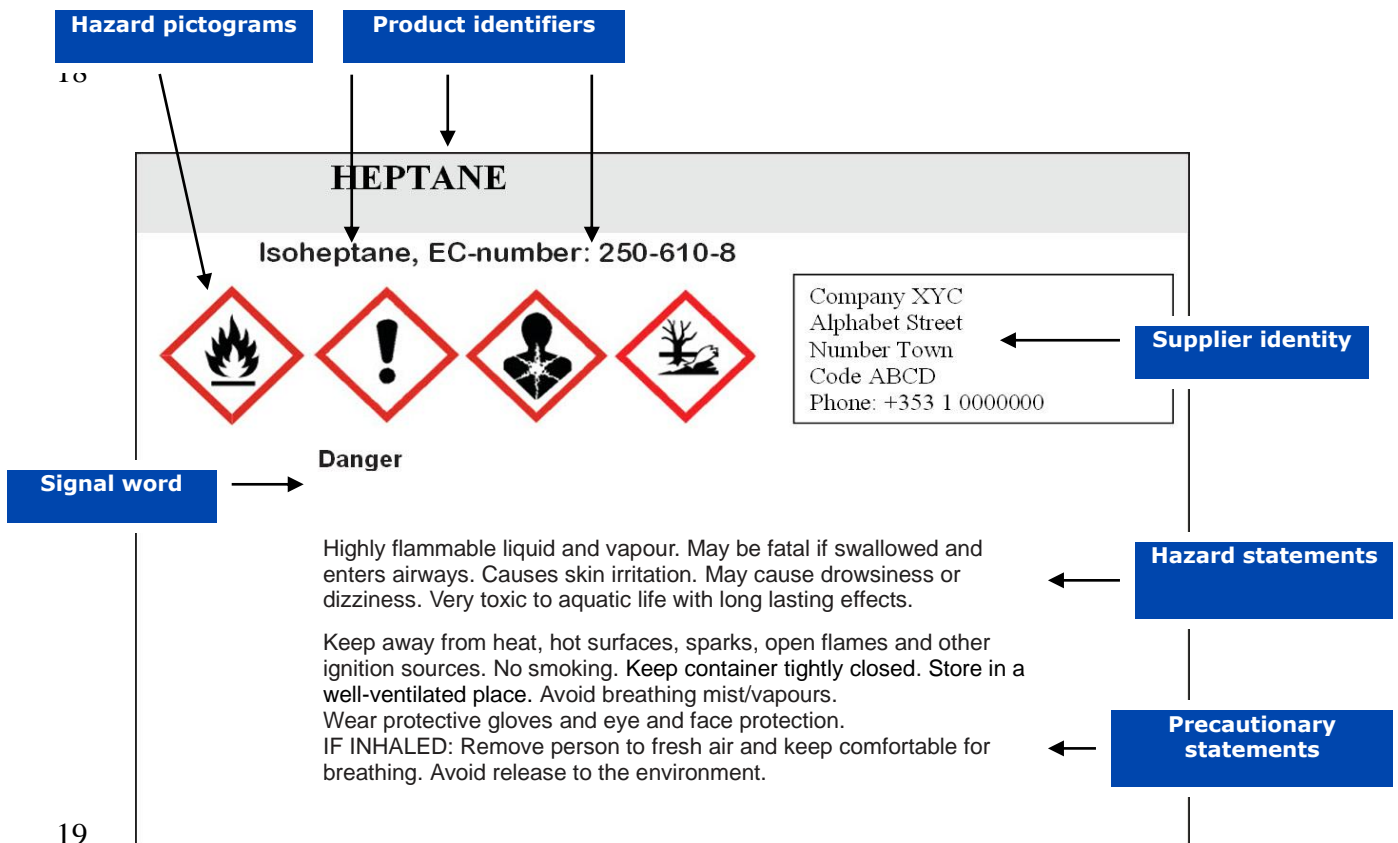 Hazard pictograms
Product identifiers
18
HEPTANE
Isoheptane, EC-number: 250-610-8
Company XYC
Alphabet Street
Number Town
Code ABCD
Phone: +353 1 0000000
Supplier identity
Danger
Signal word
Highly flammable liquid and vapour. May be fatal if swallowed and
enters airways. Causes skin irritation. May cause drowsiness or
dizziness. Very toxic to aquatic life with long lasting effects.
Hazard statements
Keep away from heat, hot surfaces, sparks, open flames and other
ignition sources. No smoking. Keep container tightly closed. Store in a
well-ventilated place. Avoid breathing mist/vapours.
Wear protective gloves and eye and face protection.
IF INHALED: Remove person to fresh air and keep comfortable for
breathing. Avoid release to the environment.
Precautionary
statements
19